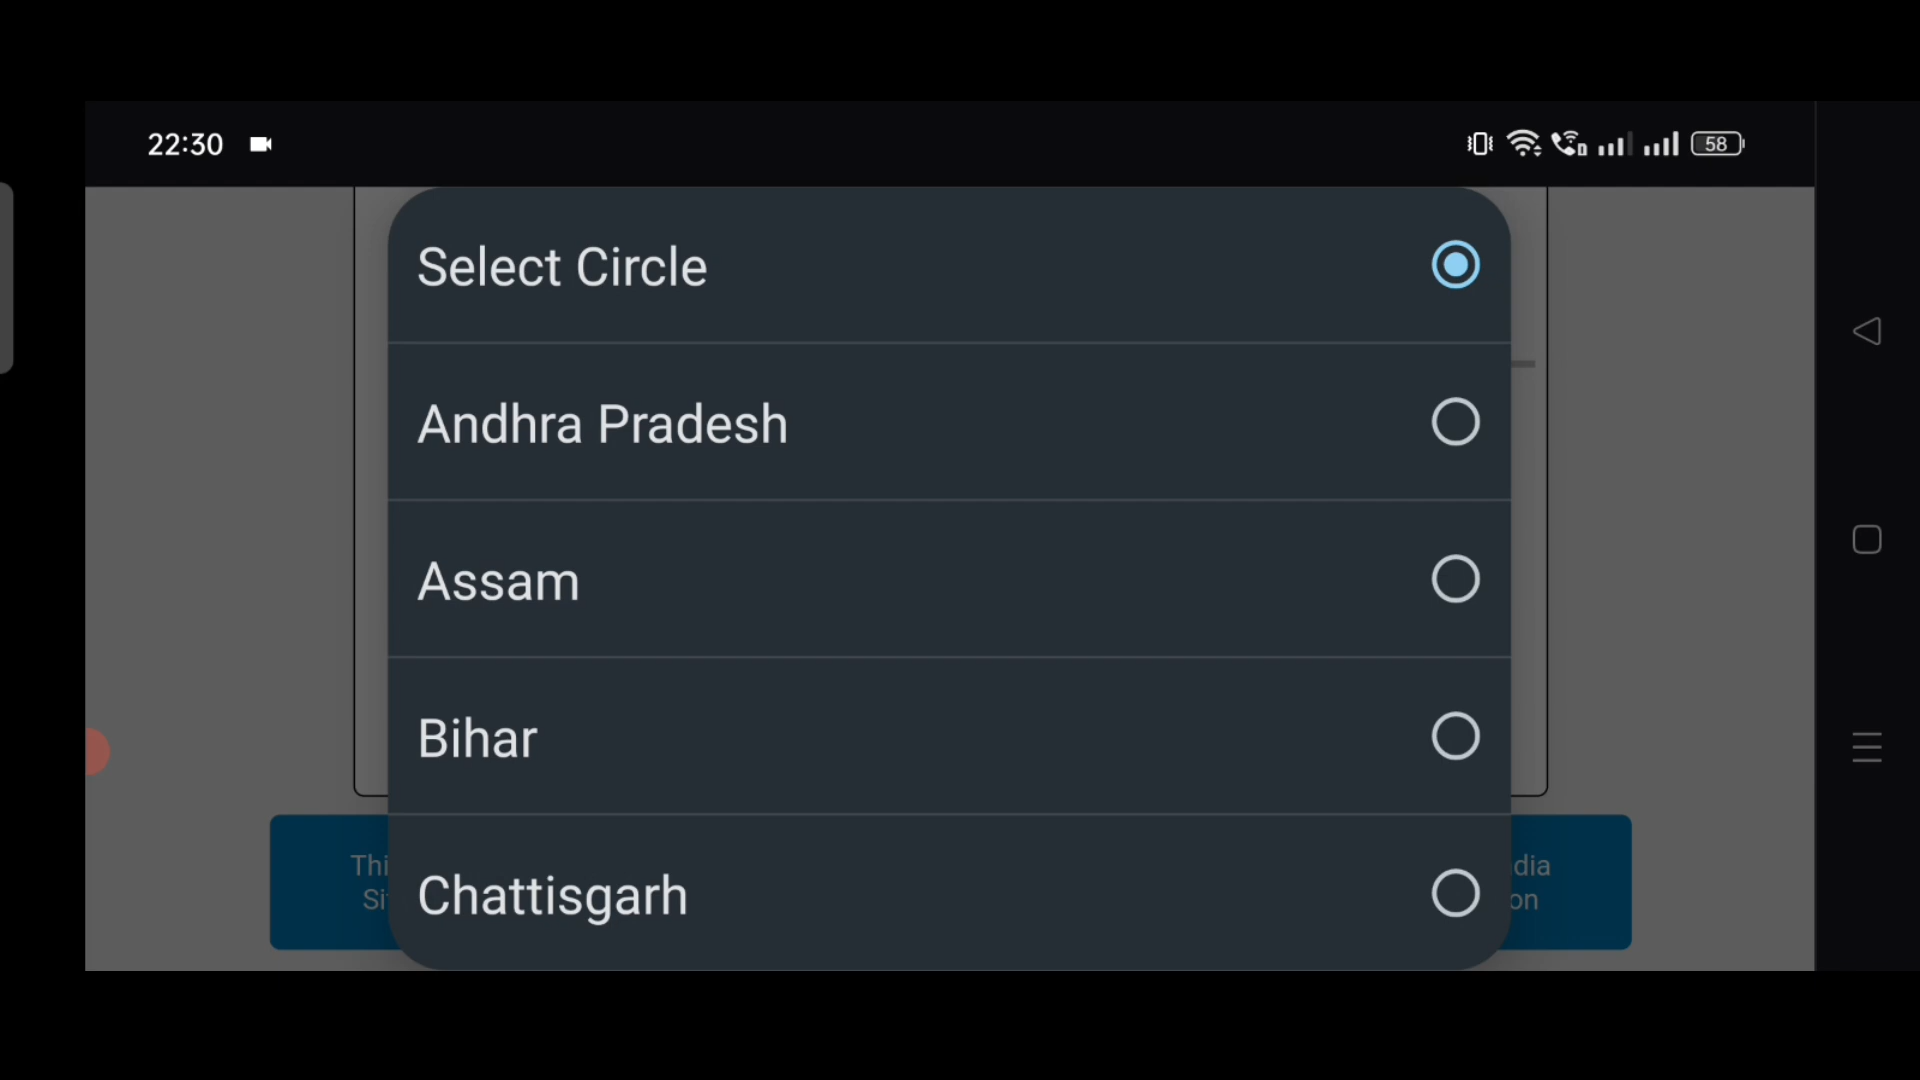 22:30
58
Select Circle
Andhra Pradesh
Assam
Bihar
Chattisgarh